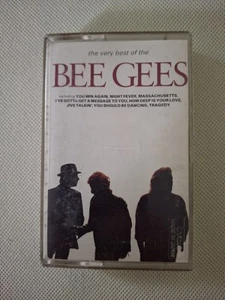 the very best of the
BEE GEES
including YOU WIN AGAIN, NIGHT FEVER, MASSACHUSETTS,
I'VE GOTTA GET A MESSAGE TO YOU, HOW DEEP IS YOUR LOVE,
JIVE TALKIN', YOU SHOULD BE DANCING, TRAGEDY